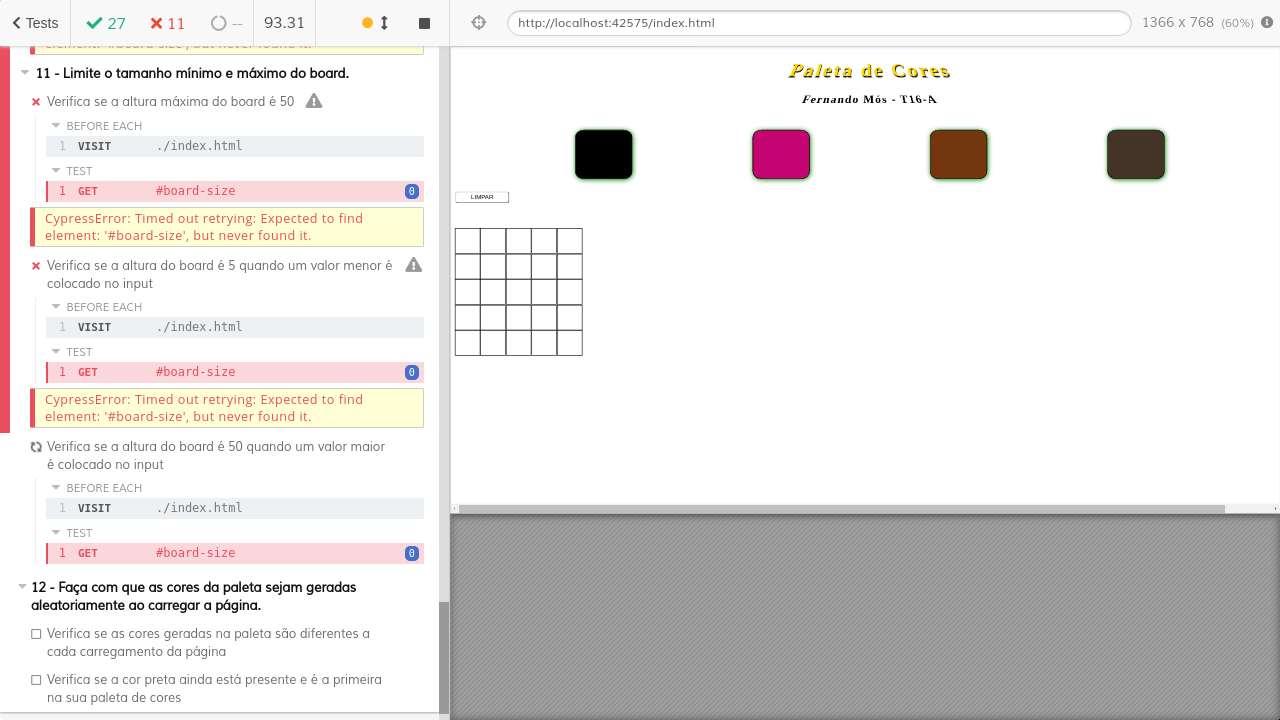 Tests
27
11
--
93.31
http://localhost:42575/index.html
1366 x 768 (60%)
element: '#board-size', but never found it.
11 - Limite o tamanho mínimo e máximo do board.
Verifica se a altura máxima do board é 50
BEFORE EACH
1 VISIT ./index.html
TEST
1 GET #board-size 0
CypressError: Timed out retrying: Expected to find
element: '#board-size', but never found it.
Verifica se a altura do board é 5 quando um valor menor é
colocado no input
BEFORE EACH
1 VISIT ./index.html
TEST
1 GET #board-size 0
CypressError: Timed out retrying: Expected to find
element: '#board-size', but never found it.
Verifica se a altura do board é 50 quando um valor maior
é colocado no input
BEFORE EACH
1 VISIT ./index.html
TEST
1 GET #board-size 0
12 - Faça com que as cores da paleta sejam geradas
aleatoriamente ao carregar a página.
Verifica se as cores geradas na paleta são diferentes a
cada carregamento da página
Verifica se a cor preta ainda está presente e é a primeira
na sua paleta de cores
Paleta de Cores
Fernando Mós - T16-A
LIMPAR